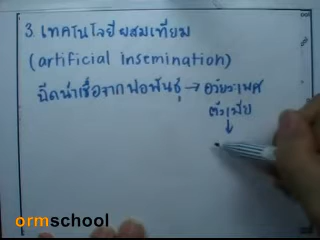 3. เทคโนโลยีผสมเทียม
(artificial insemination)
ฉีดน้ำเชื้อจากพ่อพันธุ์ → อวัยวะเพศ
ตัวเมีย
ormschool